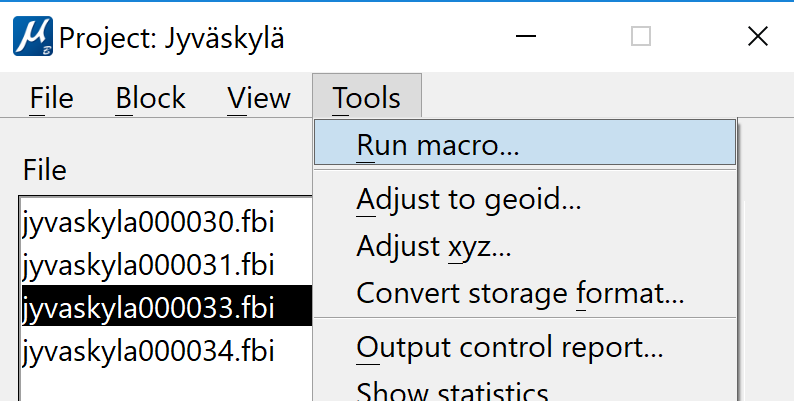 Project: Jyväskylä
File Block View Tools
Run macro...
File
Adjust to geoid...
jyvaskyla000030.fbi
Adjust xyz...
jyvaskyla000031.fbi
Convert storage format...
jyvaskyla000033.fbi
Output control report...
jyvaskyla000034.fbi
Show statistics